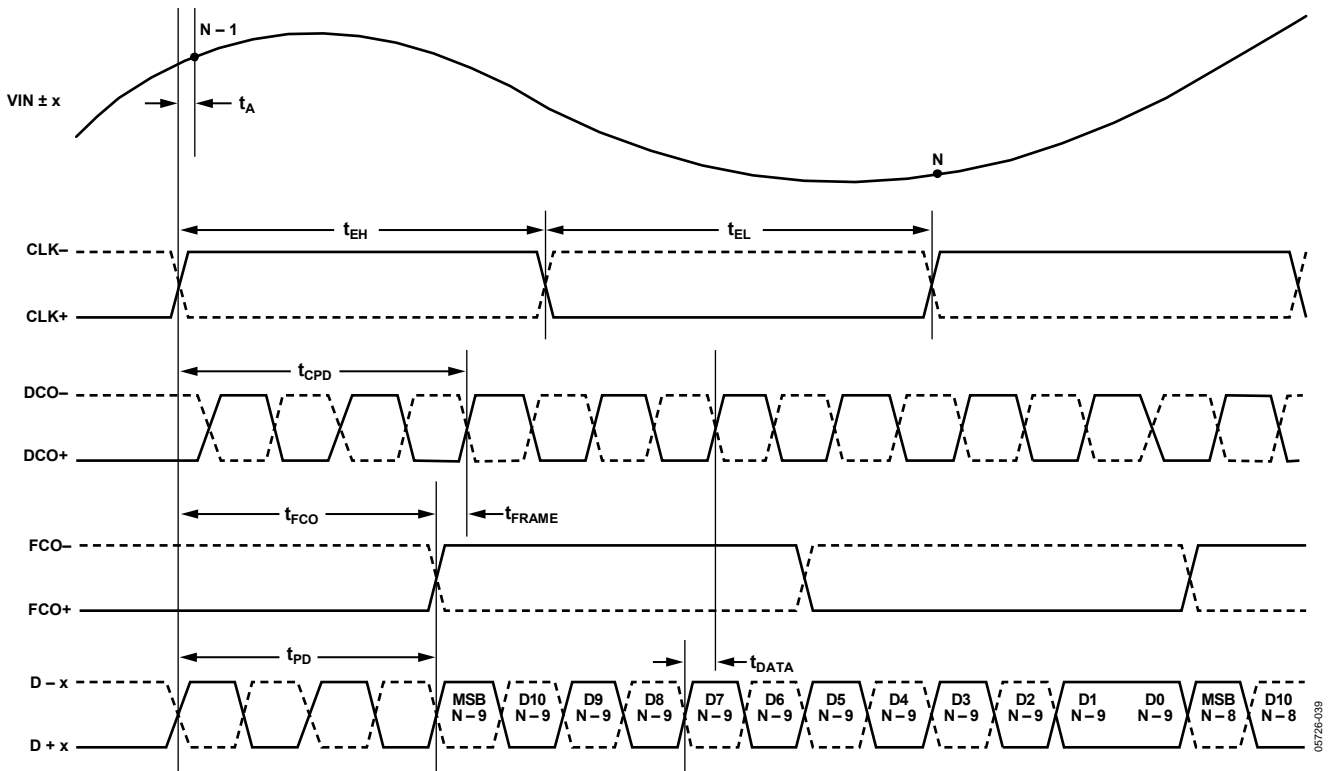 N – 1
VIN ± x
tA
N
tEH
tEL
CLK–
CLK+
tCPD
DCO–
DCO+
tFCO
tFRAME
FCO–
FCO+
tPD
tDATA
D – x
MSB D10 D9 D8 D7 D6 D5 D4 D3 D2 D1 D0 MSB D10
N – 9 N – 9 N – 9 N – 9 N – 9 N – 9 N – 9 N – 9 N – 9 N – 9 N – 9 N – 9 N – 8 N – 8
D + x
05726-039